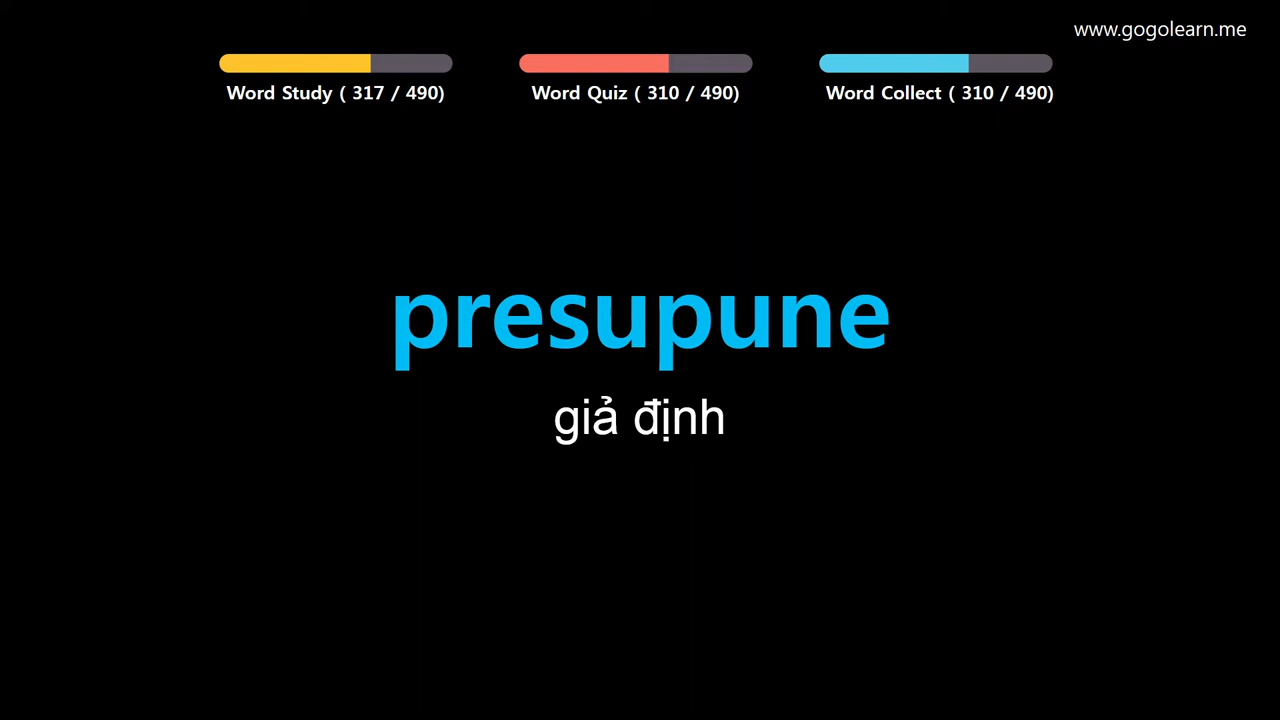 www.gogolearn.me
Word Study ( 317 / 490)
Word Quiz ( 310 / 490)
Word Collect ( 310 / 490)
presupune
giả định